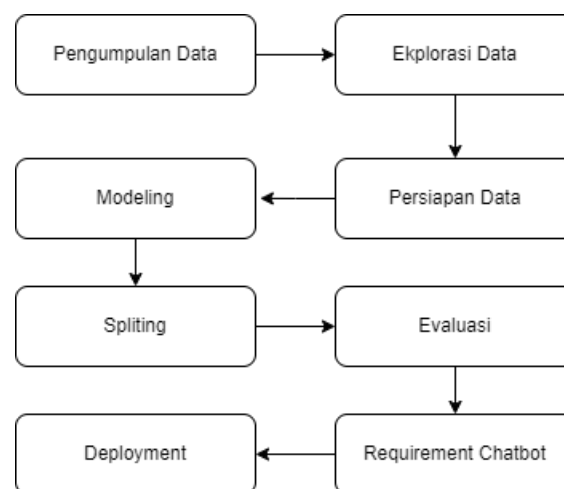 Pengumpulan Data
Ekplorasi Data
Persiapan Data
Modeling
Spliting
Evaluasi
Requirement Chatbot
Deployment